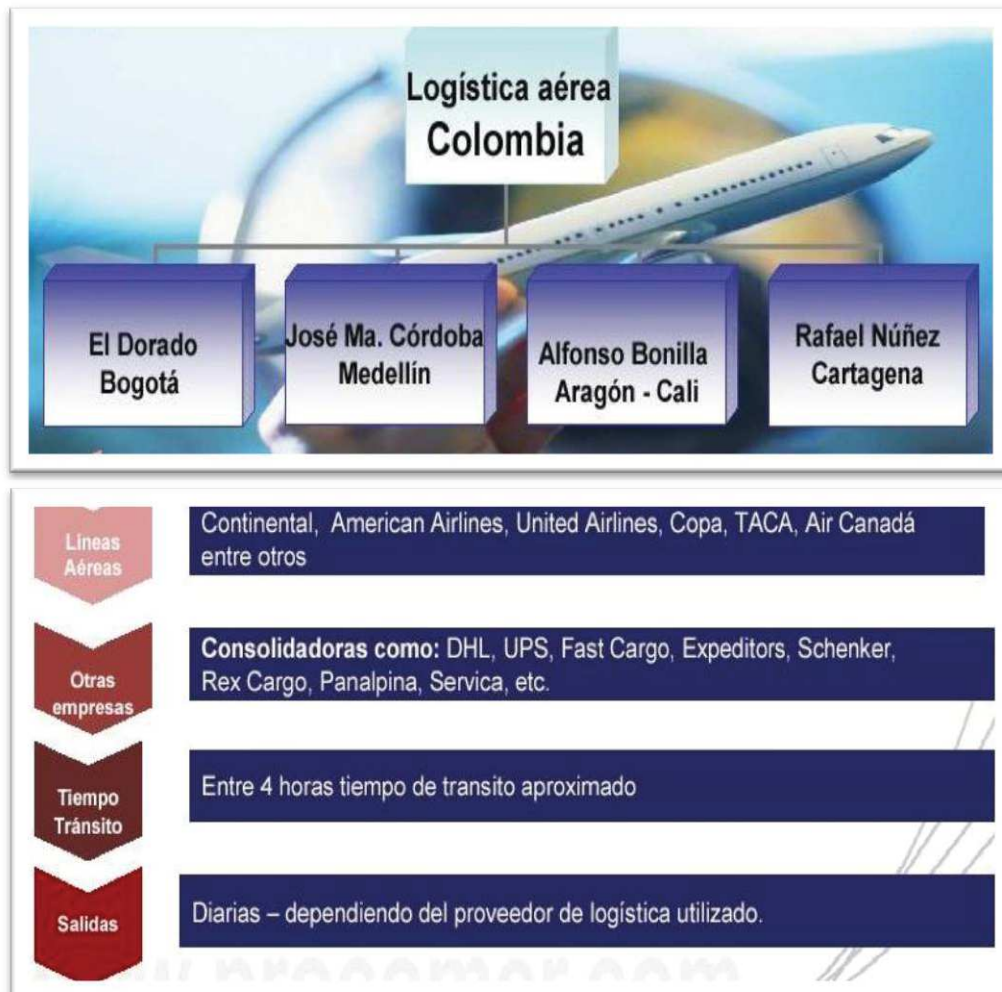 Logística aérea
Colombia
El Dorado
Bogotá
José Ma. Córdoba
Medellín
Alfonso Bonilla
Aragón - Cali
Rafael Núñez
Cartagena
Líneas
Aéreas
Continental, American Airlines, United Airlines, Copa, TACA, Air Canadá
entre otros
Otras
empresas
Consolidadoras como: DHL, UPS, Fast Cargo, Expeditors, Schenker,
Rex Cargo, Panalpina, Servica, etc.
Tiempo
Tránsito
Entre 4 horas tiempo de transito aproximado
Salidas
Diarias – dependiendo del proveedor de logística utilizado.